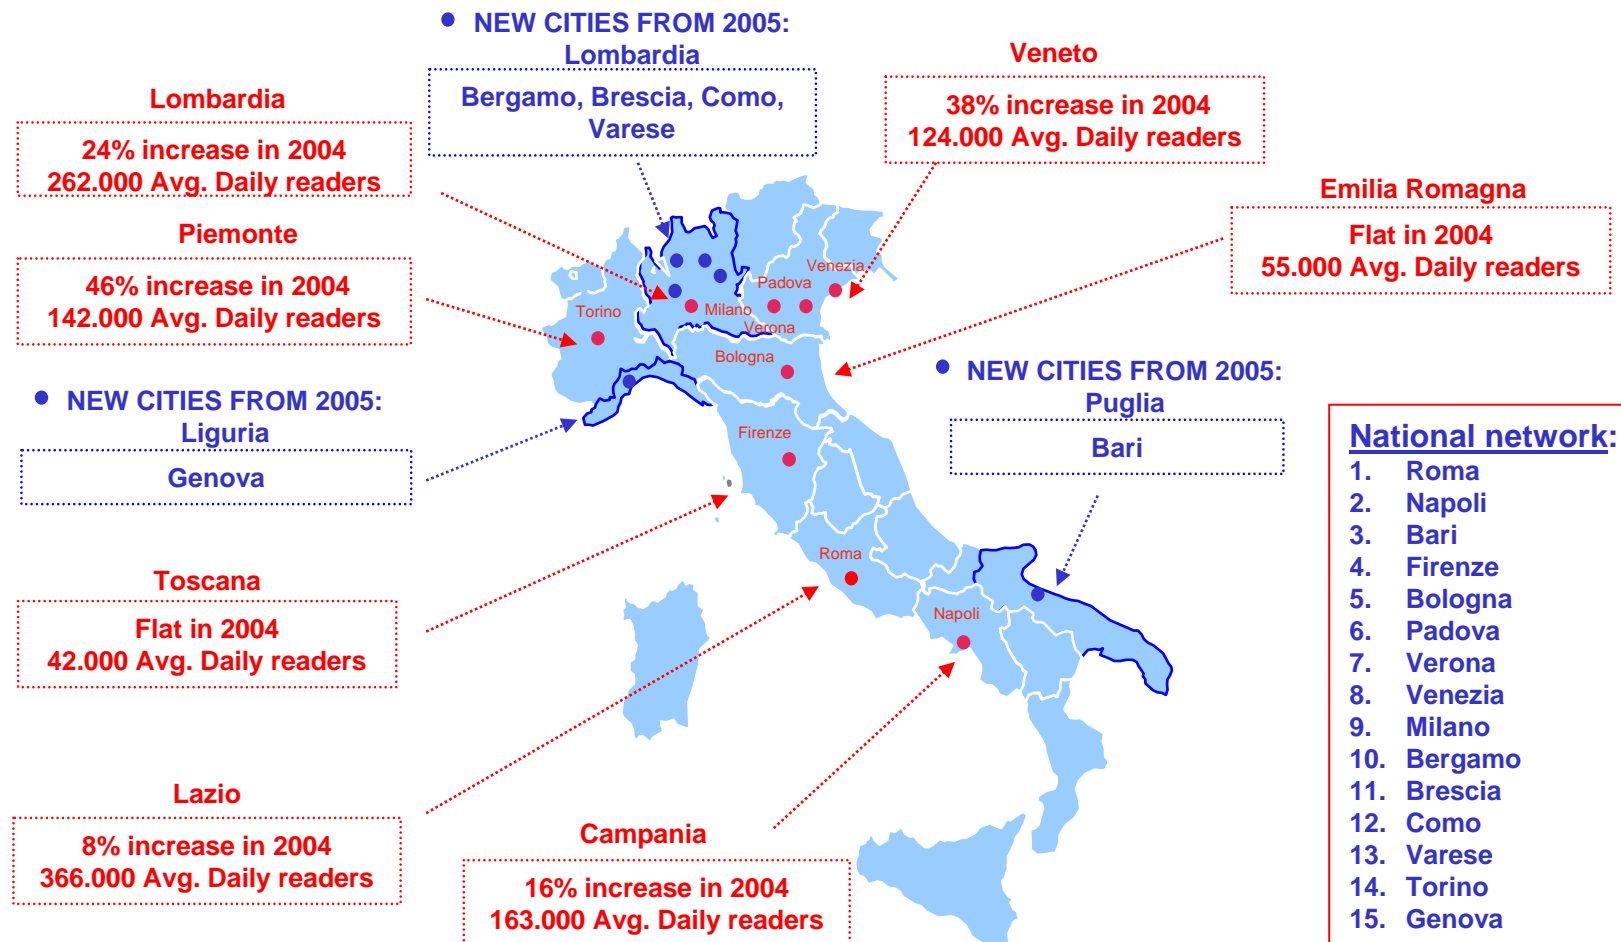 • NEW CITIES FROM 2005:
Lombardia
Bergamo, Brescia, Como,
Varese
Veneto
38% increase in 2004
124.000 Avg. Daily readers
Lombardia
24% increase in 2004
262.000 Avg. Daily readers
Emilia Romagna
Flat in 2004
55.000 Avg. Daily readers
Piemonte
46% increase in 2004
142.000 Avg. Daily readers
Venezia
Padova
Torino
Milano
Verona
Bologna
• NEW CITIES FROM 2005:
Liguria
Genova
• NEW CITIES FROM 2005:
Puglia
Bari
Firenze
Roma
Napoli
Toscana
Flat in 2004
42.000 Avg. Daily readers
Lazio
8% increase in 2004
366.000 Avg. Daily readers
Campania
16% increase in 2004
163.000 Avg. Daily readers
National network:
1. Roma
2. Napoli
3. Bari
4. Firenze
5. Bologna
6. Padova
7. Verona
8. Venezia
9. Milano
10. Bergamo
11. Brescia
12. Como
13. Varese
14. Torino
15. Genova